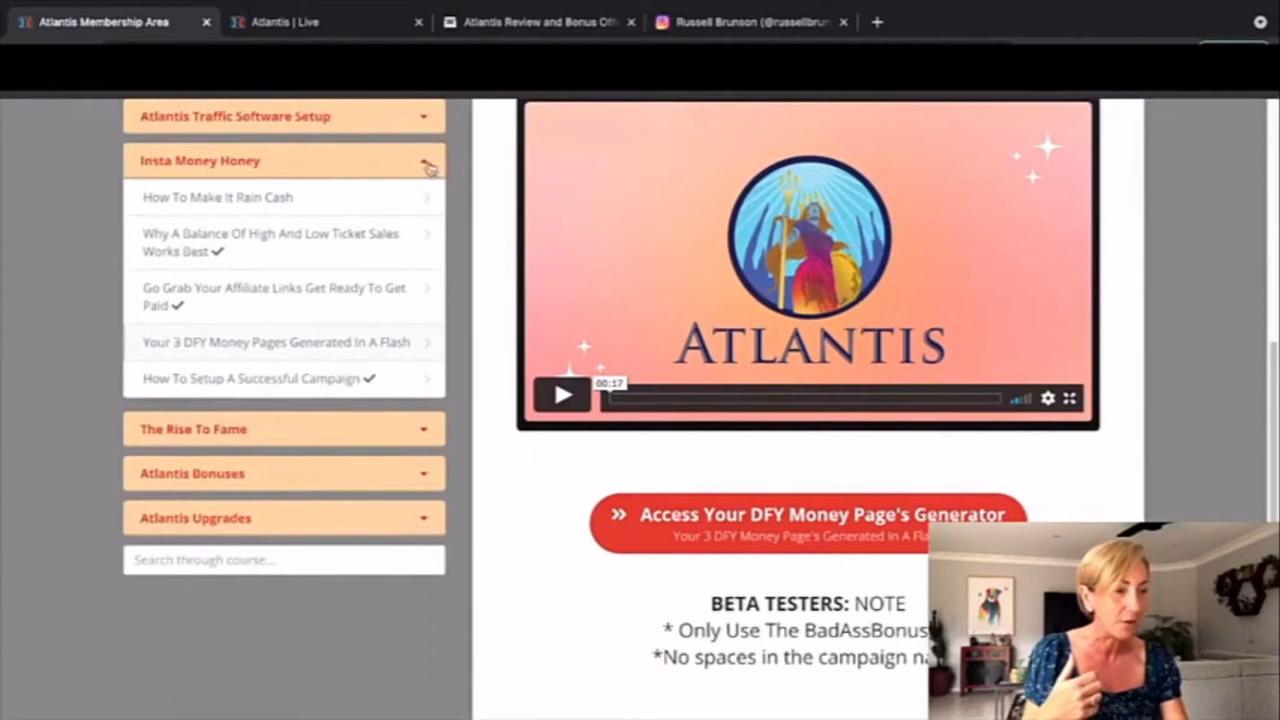 Atlantis Membership Area
Atlantis | Live
Atlantis Review and Bonus Off
Russell Brunson (@russellbrun
Atlantis Traffic Software Setup
Insta Money Honey
How To Make It Rain Cash
Why A Balance Of High And Low Ticket Sales
Works Best
Go Grab Your Affiliate Links Get Ready To Get
Paid
Your 3 DFY Money Pages Generated In A Flash
How To Setup A Successful Campaign
The Rise To Fame
Atlantis Bonuses
Atlantis Upgrades
Search through course...
ATLANTIS
00:17
Access Your DFY Money Page's Generator
Your 3 DFY Money Page's Generated In A Fla
BETA TESTERS: NOTE
* Only Use The BadAssBonus
*No spaces in the campaign na